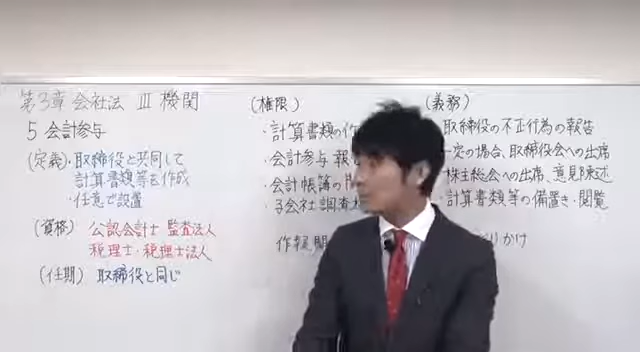 第3章 会社法 Ⅲ 機関
5 会計参与
(定義)・取締役と共同して
計算書類等を作成
・任意で設置
(資格) 公認会計士 監査法人
税理士・税理士法人
(任期) 取締役と同じ
(権限)
・計算書類の作
・会計参与 報
・会計帳簿の
・子会社 調査
(義務)
取締役の不正行為の報告
一定の場合、取締役会への出席
株主総会への出席、意見陳述
・計算書類等の備置き・閲覧
りかけ